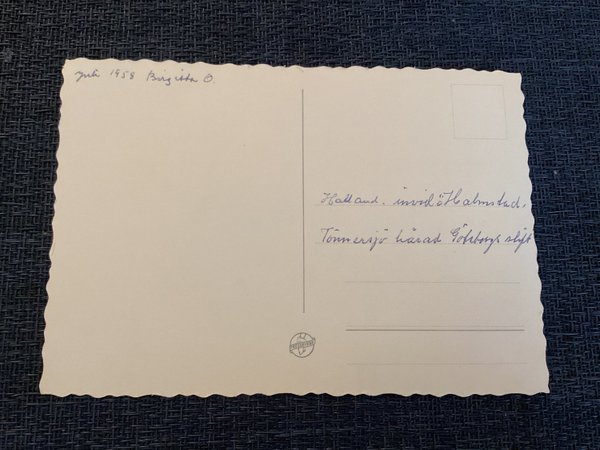 Juli 1958 Birgitta O.
Halland. invid Halmstad.
Tönnersjö härad Göteborgs stift